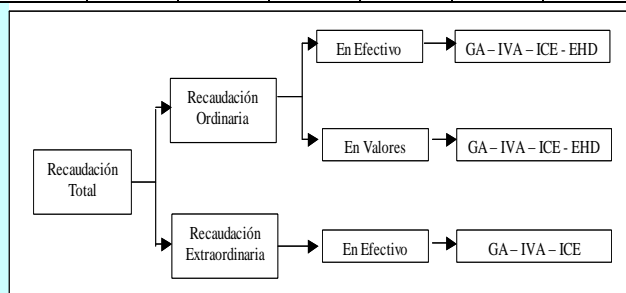 En Efectivo
GA – IVA – ICE - EHD
Recaudación
Ordinaria
En Valores
GA – IVA – ICE - EHD
Recaudación
Total
Recaudación
Extraordinaria
En Efectivo
GA – IVA – ICE